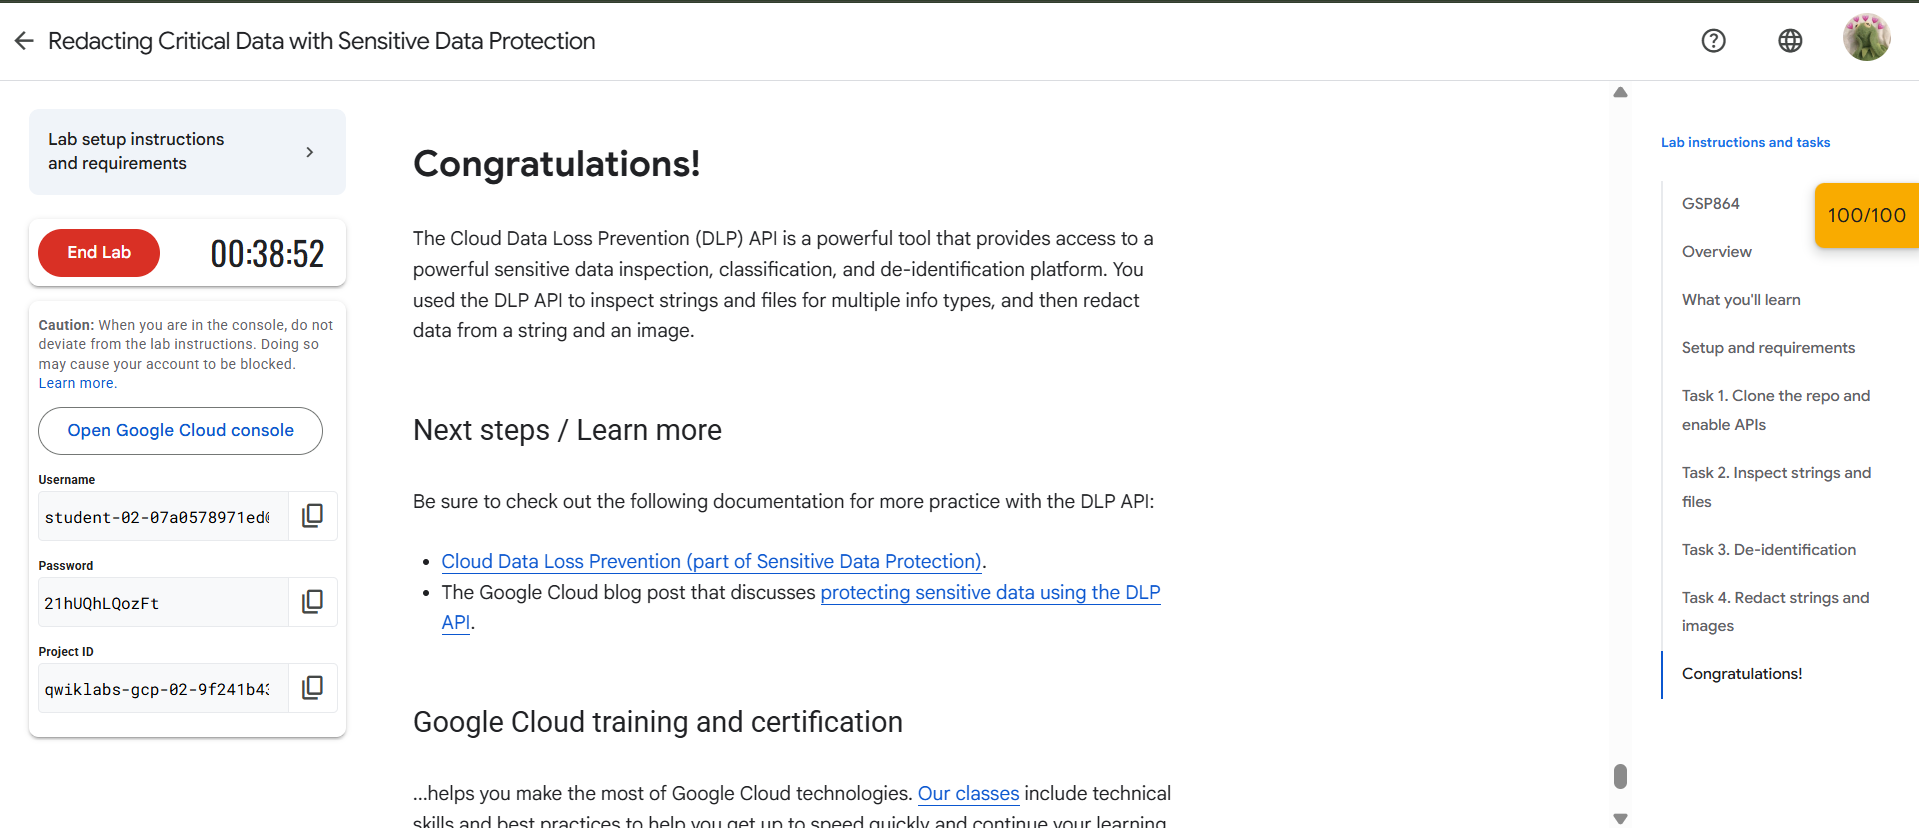 Redacting Critical Data with Sensitive Data Protection
Lab setup instructions
and requirements
End Lab
00:38:52
Caution: When you are in the console, do not
deviate from the lab instructions. Doing so
may cause your account to be blocked.
Learn more.
Open Google Cloud console
Username
student-02-07a0578971ed
Password
21hUQhLQozFt
Project ID
qwiklabs-gcp-02-9f241b43
Congratulations!
The Cloud Data Loss Prevention (DLP) API is a powerful tool that provides access to a
powerful sensitive data inspection, classification, and de-identification platform. You
used the DLP API to inspect strings and files for multiple info types, and then redact
data from a string and an image.
Next steps / Learn more
Be sure to check out the following documentation for more practice with the DLP API:
• Cloud Data Loss Prevention (part of Sensitive Data Protection).
• The Google Cloud blog post that discusses protecting sensitive data using the DLP
API.
Google Cloud training and certification
...helps you make the most of Google Cloud technologies. Our classes include technical
skills and best practices to help you get up to speed quickly and continue your learning
Lab instructions and tasks
GSP864
100/100
Overview
What you'll learn
Setup and requirements
Task 1. Clone the repo and
enable APIs
Task 2. Inspect strings and
files
Task 3. De-identification
Task 4. Redact strings and
images
Congratulations!